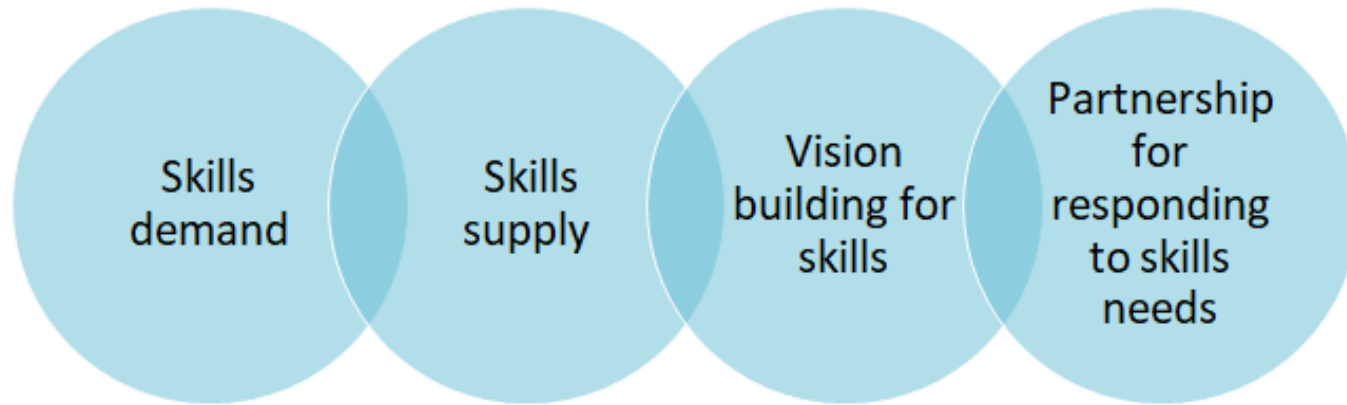 Skills
demand
Skills
supply
Vision
building for
skills
Partnership
for
responding
to skills
needs